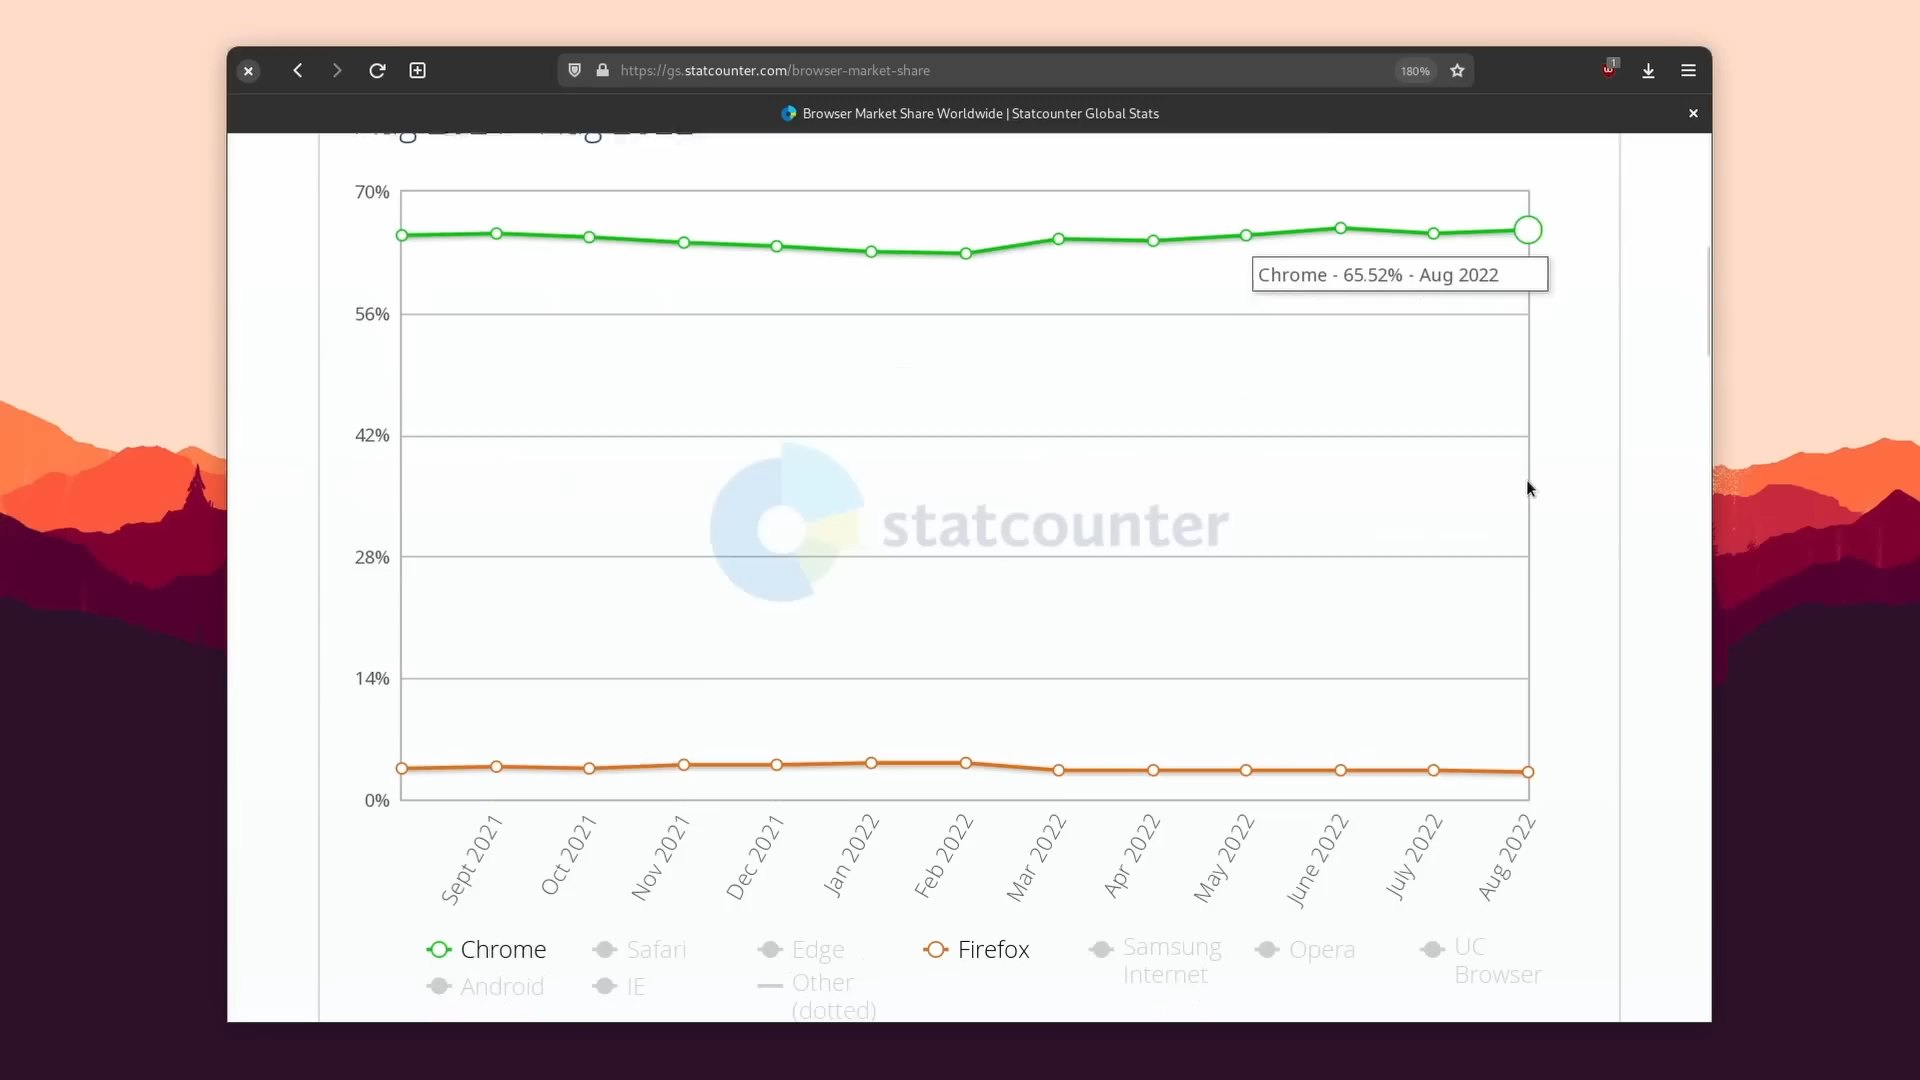 https://gs.statcounter.com/browser-market-share
180%
1
Browser Market Share Worldwide | Statcounter Global Stats
70%
Chrome - 65.52% - Aug 2022
56%
42%
statcounter
28%
14%
0%
Sept 2021
Oct 2021
Nov 2021
Dec 2021
Jan 2022
Feb 2022
Mar 2022
Apr 2022
May 2022
June 2022
July 2022
Aug 2022
Chrome
Safari
Edge
Firefox
Samsung
Internet
Opera
UC
Browser
Android
IE
Other
(dotted)